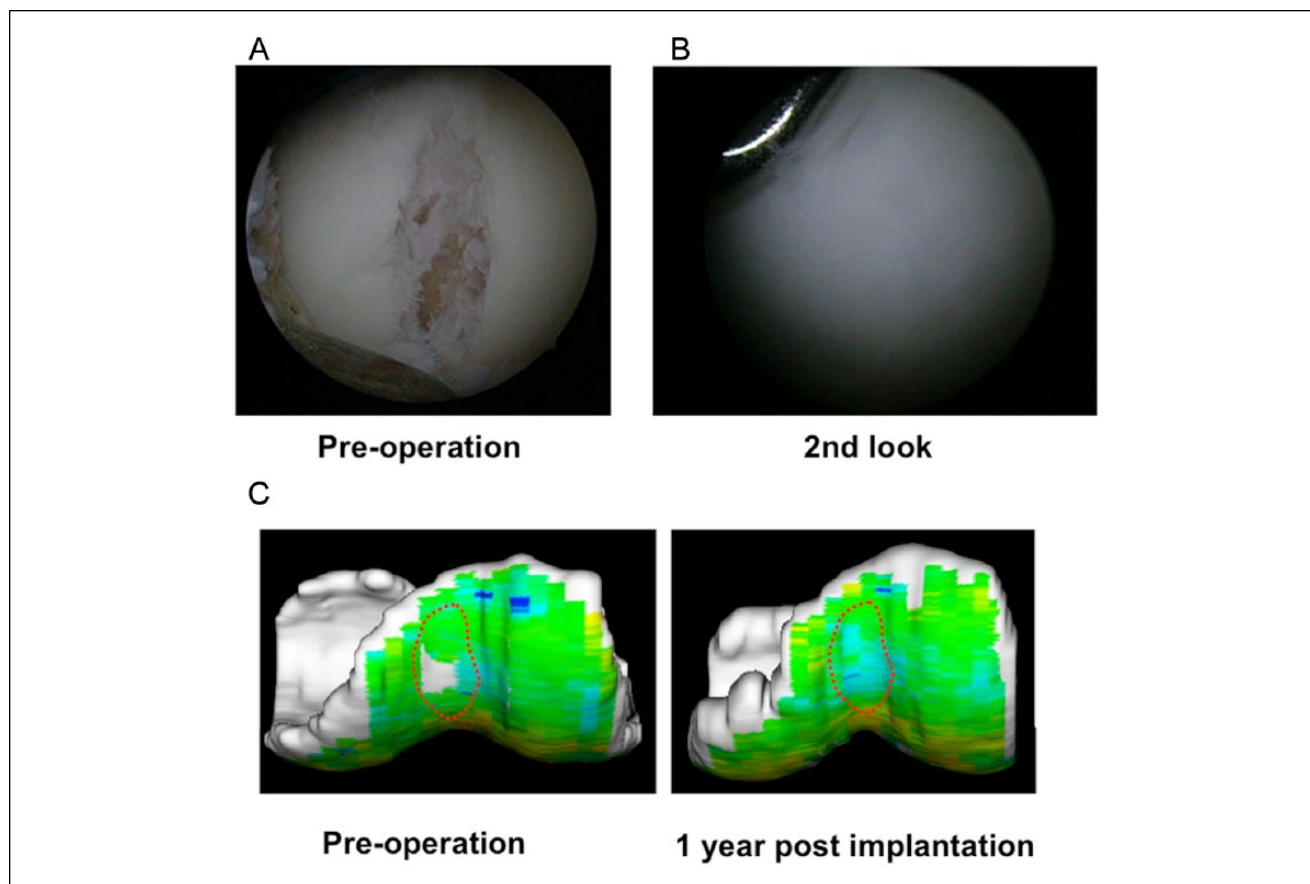 A
B
Pre-operation
2nd look
C
Pre-operation
1 year post implantation